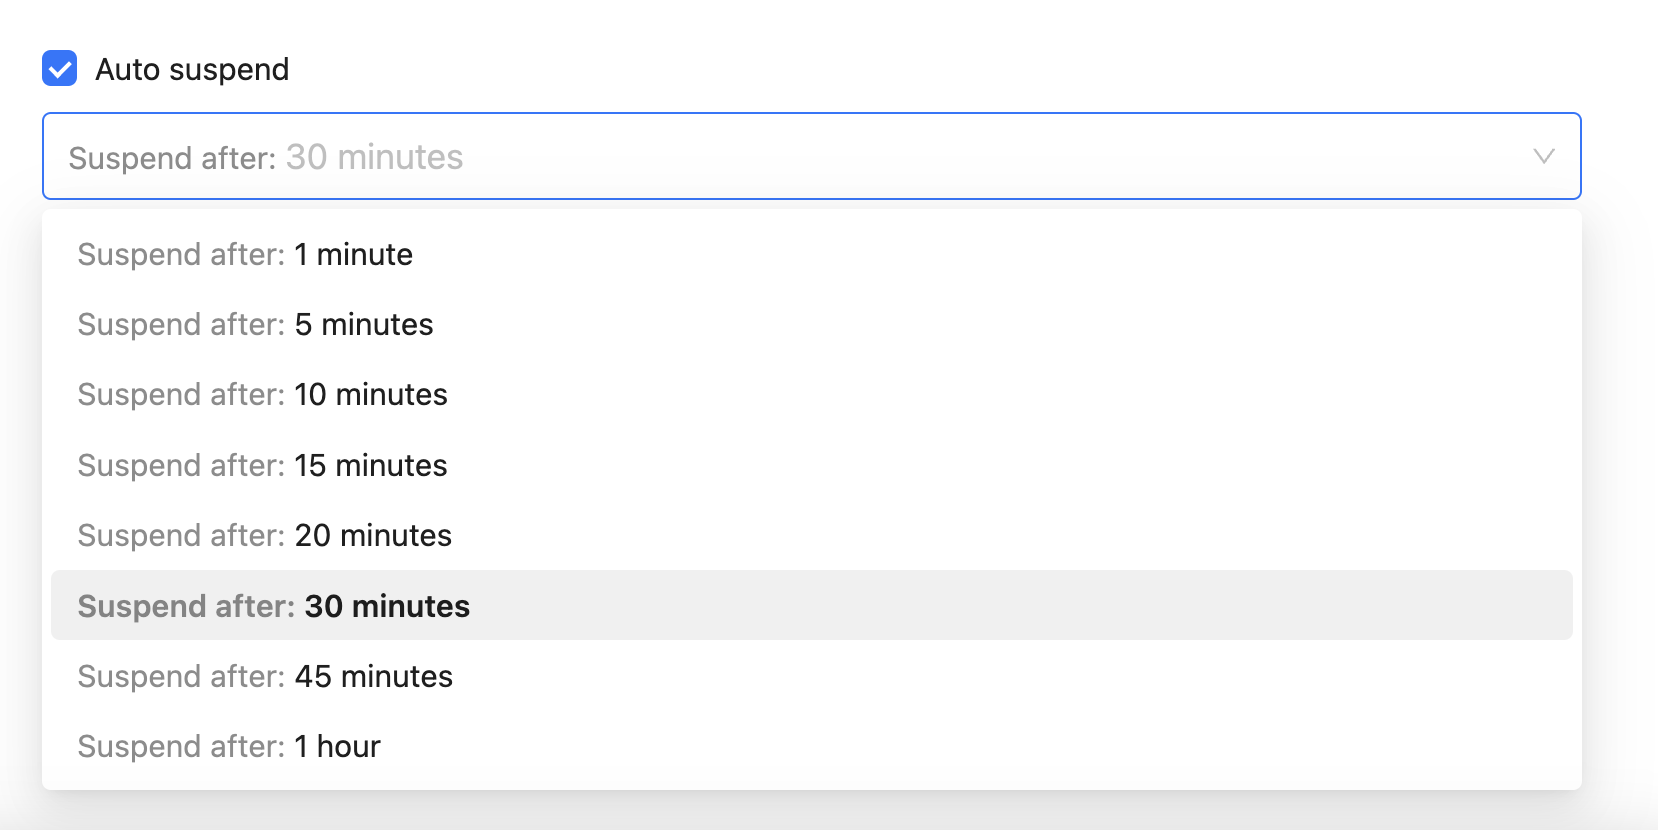 Auto suspend
Suspend after: 30 minutes
Suspend after: 1 minute
Suspend after: 5 minutes
Suspend after: 10 minutes
Suspend after: 15 minutes
Suspend after: 20 minutes
Suspend after: 30 minutes
Suspend after: 45 minutes
Suspend after: 1 hour